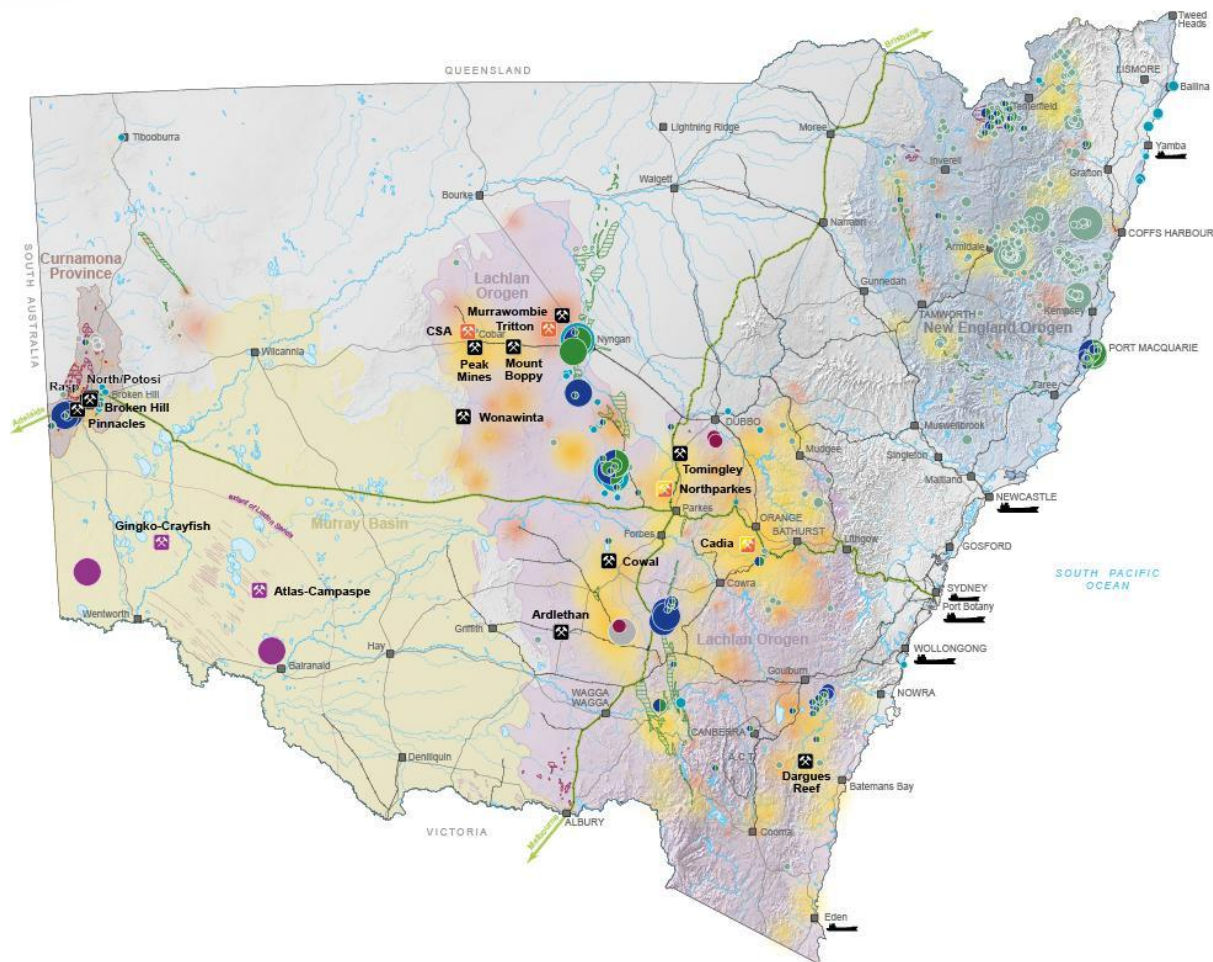 Tweed
Heads
Brisbane
QUEENSLAND
LISMORE
Ballina
Tenterfield
Tibooburra
Lightning Ridge
Moree
Yamba
Inverell
Grafton
Walgett
Bourke
Narrabri
COFFS HARBOUR
SOUTH AUSTRALIA
Curnamona
Province
Armidale
Lachlan
Orogen
Gunnedah
Kempsey
TAMWORTH
Murrawombie
Tritton
New England Orogen
CSA
Cobar
Nyngan
PORT MACQUARIE
Wilcannia
Peak
Mines
Mount
Boppy
North/Potosi
Rasp
Broken Hill
Taree
Adelaide
Broken Hill
Pinnacles
Wonawinta
DUBBO
Muswellbrook
Mudgee
Singleton
Tomingley
Maitland
Northparkes
NEWCASTLE
extent of Loxton Sands
Parkes
Murray Basin
Gingko-Crayfish
ORANGE
BATHURST
Forbes
Cadia
Lithgow
GOSFORD
Cowal
SOUTH PACIFIC
OCEAN
Cowra
SYDNEY
Atlas-Campaspe
Port Botany
Wentworth
Ardlethan
Griffith
Lachlan Orogen
Hay
WOLLONGONG
Balranald
Goulburn
NOWRA
WAGGA
WAGGA
CANBERRA
A.C.T.
Deniliquin
Dargues
Reef
Batemans Bay
VICTORIA
ALBURY
Melbourne
Cooma
Eden